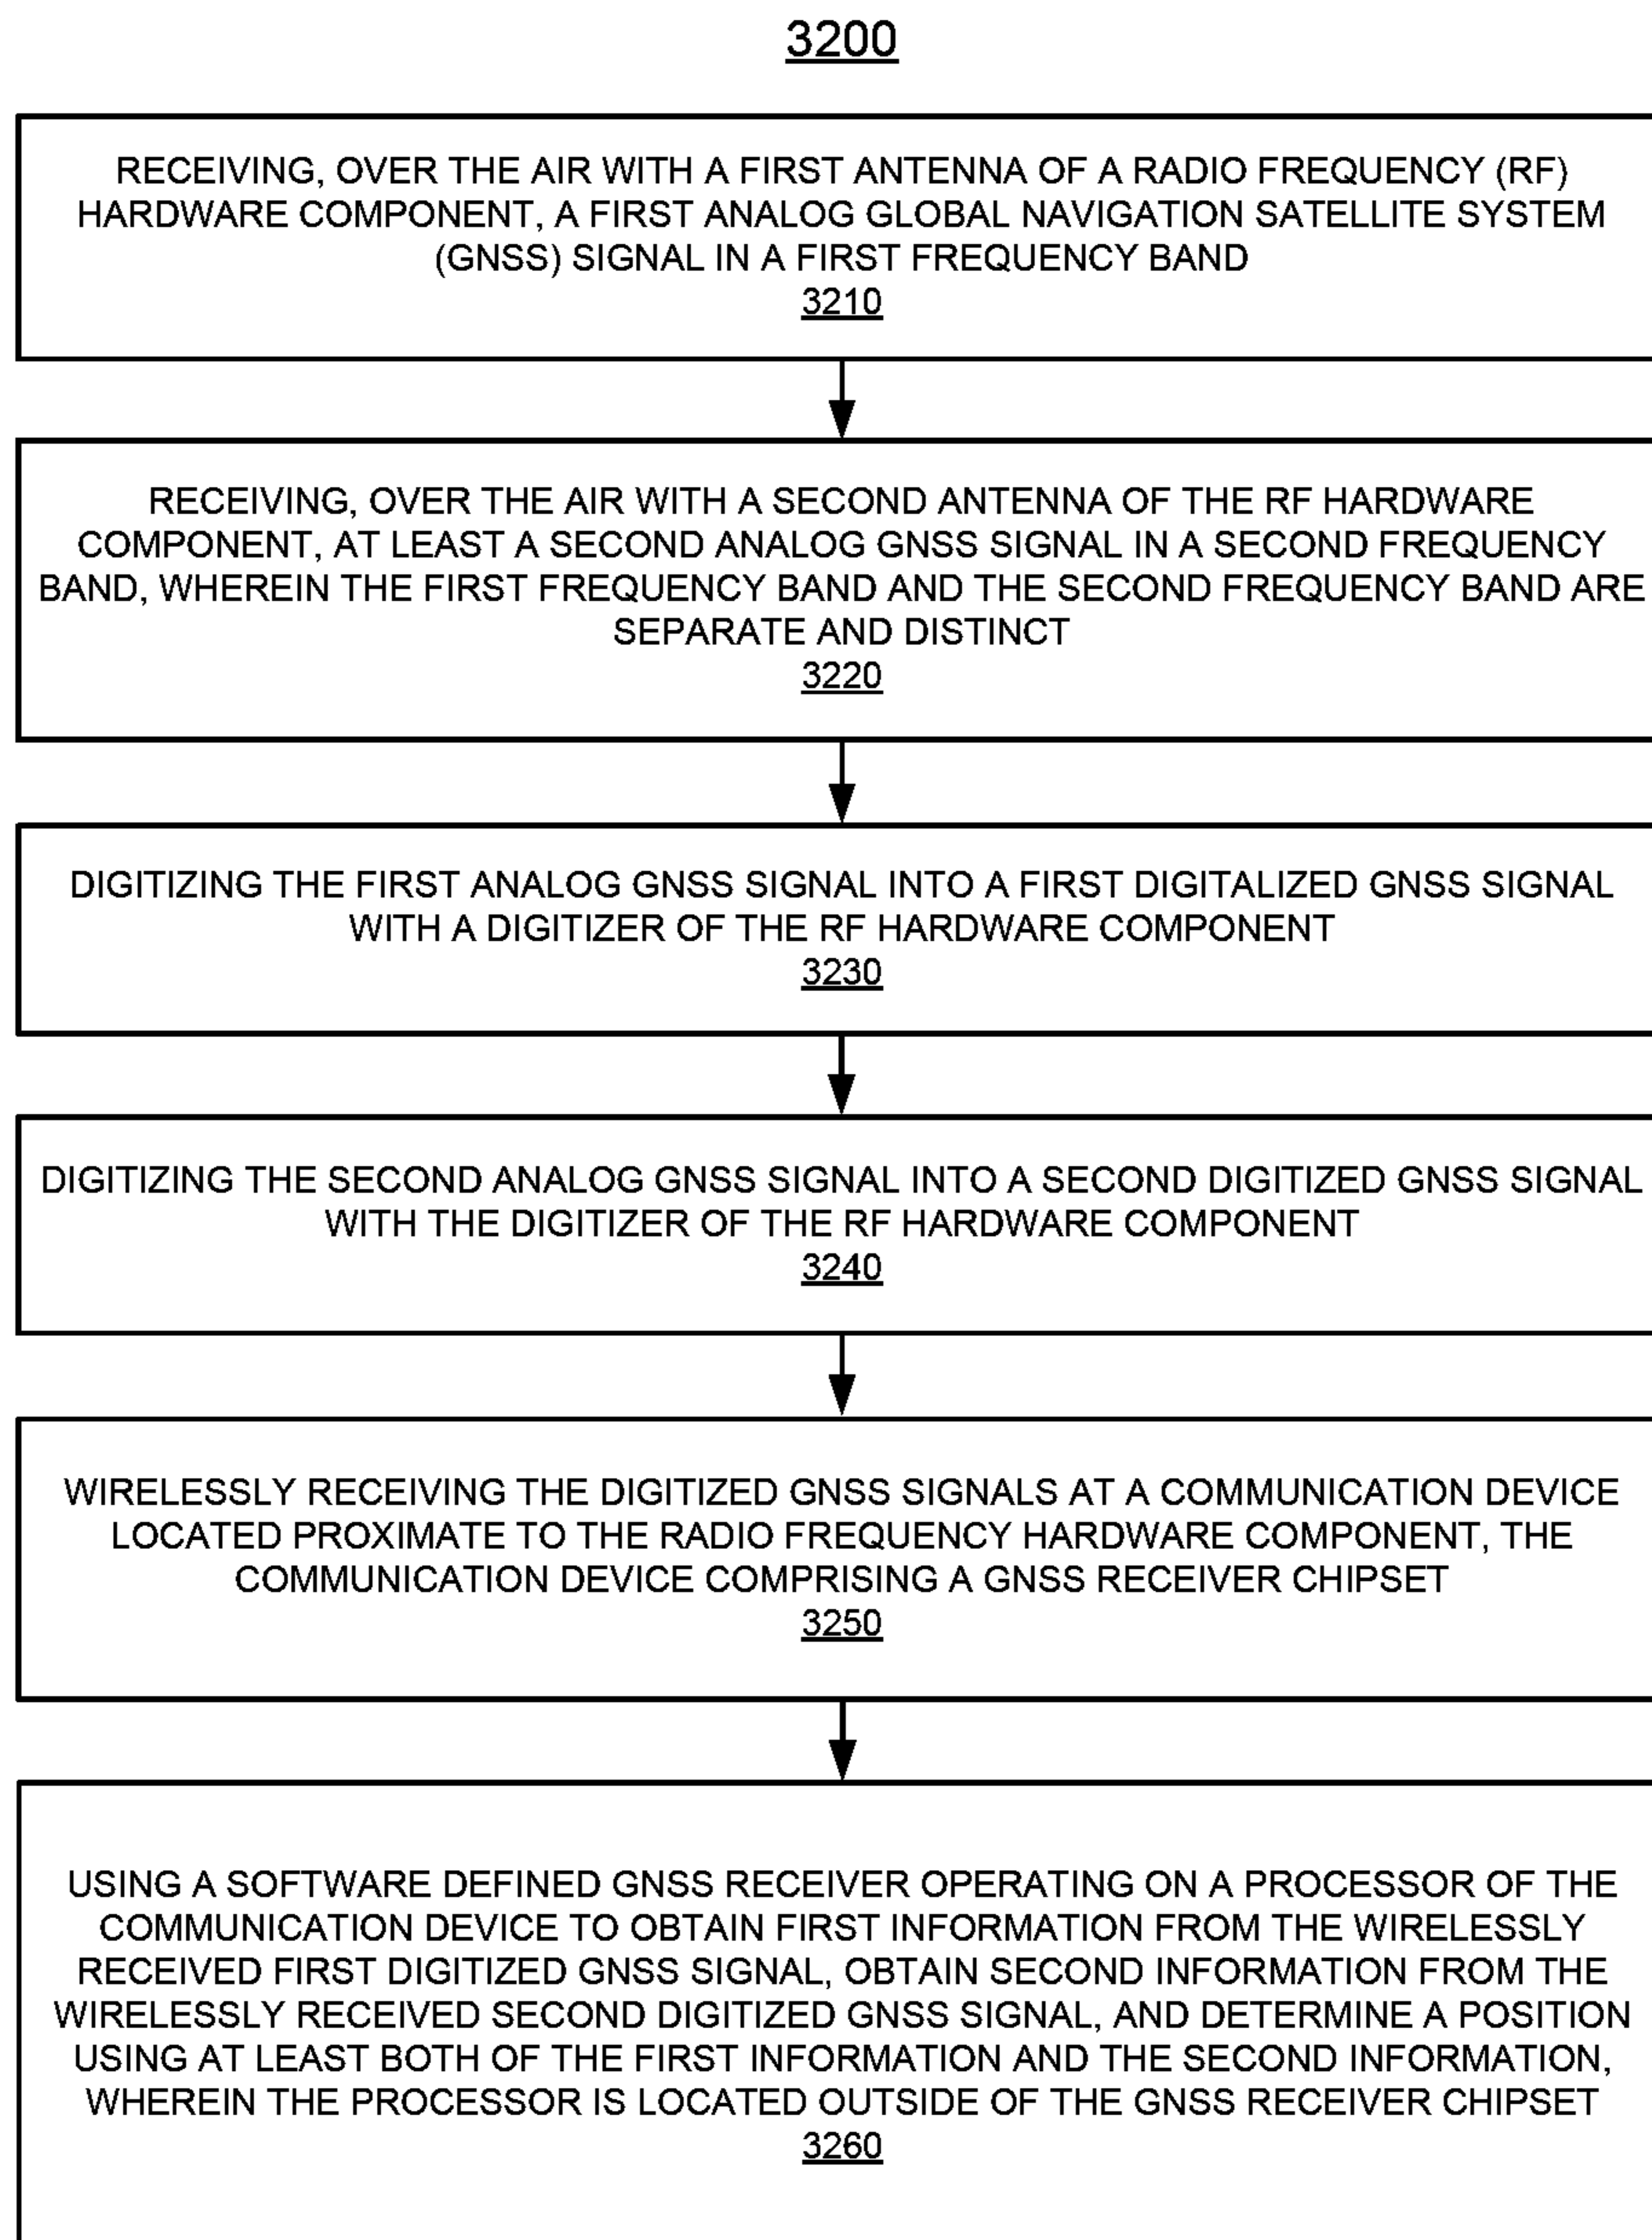 3200
RECEIVING, OVER THE AIR WITH A FIRST ANTENNA OF A RADIO FREQUENCY (RF)
HARDWARE COMPONENT, A FIRST ANALOG GLOBAL NAVIGATION SATELLITE SYSTEM
(GNSS) SIGNAL IN A FIRST FREQUENCY BAND
3210
RECEIVING, OVER THE AIR WITH A SECOND ANTENNA OF THE RF HARDWARE
COMPONENT, AT LEAST A SECOND ANALOG GNSS SIGNAL IN A SECOND FREQUENCY
BAND, WHEREIN THE FIRST FREQUENCY BAND AND THE SECOND FREQUENCY BAND ARE
SEPARATE AND DISTINCT
3220
DIGITIZING THE FIRST ANALOG GNSS SIGNAL INTO A FIRST DIGITALIZED GNSS SIGNAL
WITH A DIGITIZER OF THE RF HARDWARE COMPONENT
3230
DIGITIZING THE SECOND ANALOG GNSS SIGNAL INTO A SECOND DIGITIZED GNSS SIGNAL
WITH THE DIGITIZER OF THE RF HARDWARE COMPONENT
3240
WIRELESSLY RECEIVING THE DIGITIZED GNSS SIGNALS AT A COMMUNICATION DEVICE
LOCATED PROXIMATE TO THE RADIO FREQUENCY HARDWARE COMPONENT, THE
COMMUNICATION DEVICE COMPRISING A GNSS RECEIVER CHIPSET
3250
USING A SOFTWARE DEFINED GNSS RECEIVER OPERATING ON A PROCESSOR OF THE
COMMUNICATION DEVICE TO OBTAIN FIRST INFORMATION FROM THE WIRELESSLY
RECEIVED FIRST DIGITIZED GNSS SIGNAL, OBTAIN SECOND INFORMATION FROM THE
WIRELESSLY RECEIVED SECOND DIGITIZED GNSS SIGNAL, AND DETERMINE A POSITION
USING AT LEAST BOTH OF THE FIRST INFORMATION AND THE SECOND INFORMATION,
WHEREIN THE PROCESSOR IS LOCATED OUTSIDE OF THE GNSS RECEIVER CHIPSET
3260